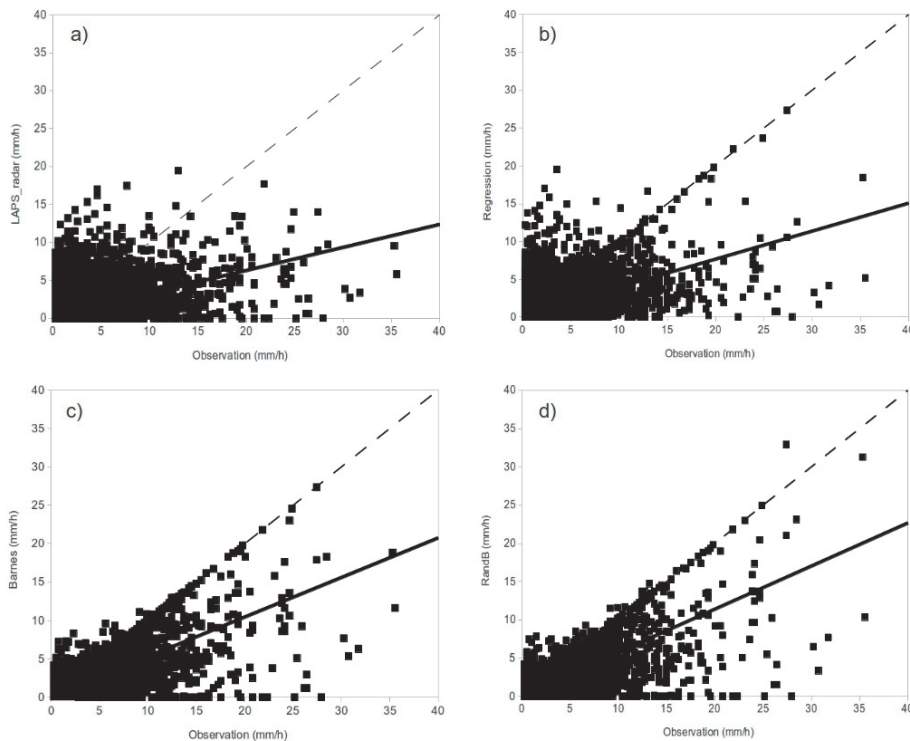 a)
40
35
30
25
20
15
10
5
0
LAPS_radar (mm/h)
0 5 10 15 20 25 30 35 40
Observation (mm/h)
b)
40
35
30
25
20
15
10
5
0
Regression (mm/h)
0 5 10 15 20 25 30 35 40
Observation (mm/h)
c)
40
35
30
25
20
15
10
5
0
Barnes (mm/h)
0 5 10 15 20 25 30 35 40
Observation (mm/h)
d)
40
35
30
25
20
15
10
5
0
RandB (mm/h)
0 5 10 15 20 25 30 35 40
Observation (mm/h)